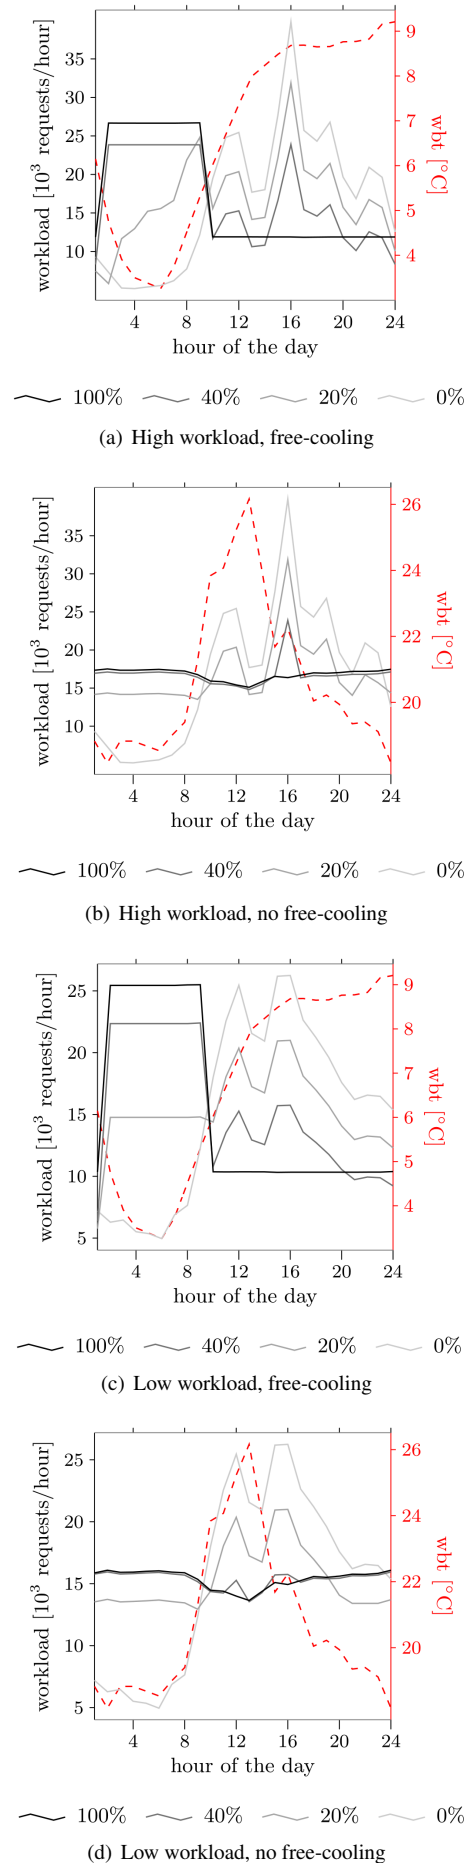 workload [10³ requests/hour]
35
30
25
20
15
10
9
8
7
6
5
4
wbt [°C]
4 8 12 16 20 24
hour of the day
100% 40% 20% 0%
(a) High workload, free-cooling
workload [10³ requests/hour]
35
30
25
20
15
10
26
24
22
20
wbt [°C]
4 8 12 16 20 24
hour of the day
100% 40% 20% 0%
(b) High workload, no free-cooling
workload [10³ requests/hour]
25
20
15
10
5
9
8
7
6
5
4
wbt [°C]
4 8 12 16 20 24
hour of the day
100% 40% 20% 0%
(c) Low workload, free-cooling
workload [10³ requests/hour]
25
20
15
10
5
26
24
22
20
wbt [°C]
4 8 12 16 20 24
hour of the day
100% 40% 20% 0%
(d) Low workload, no free-cooling